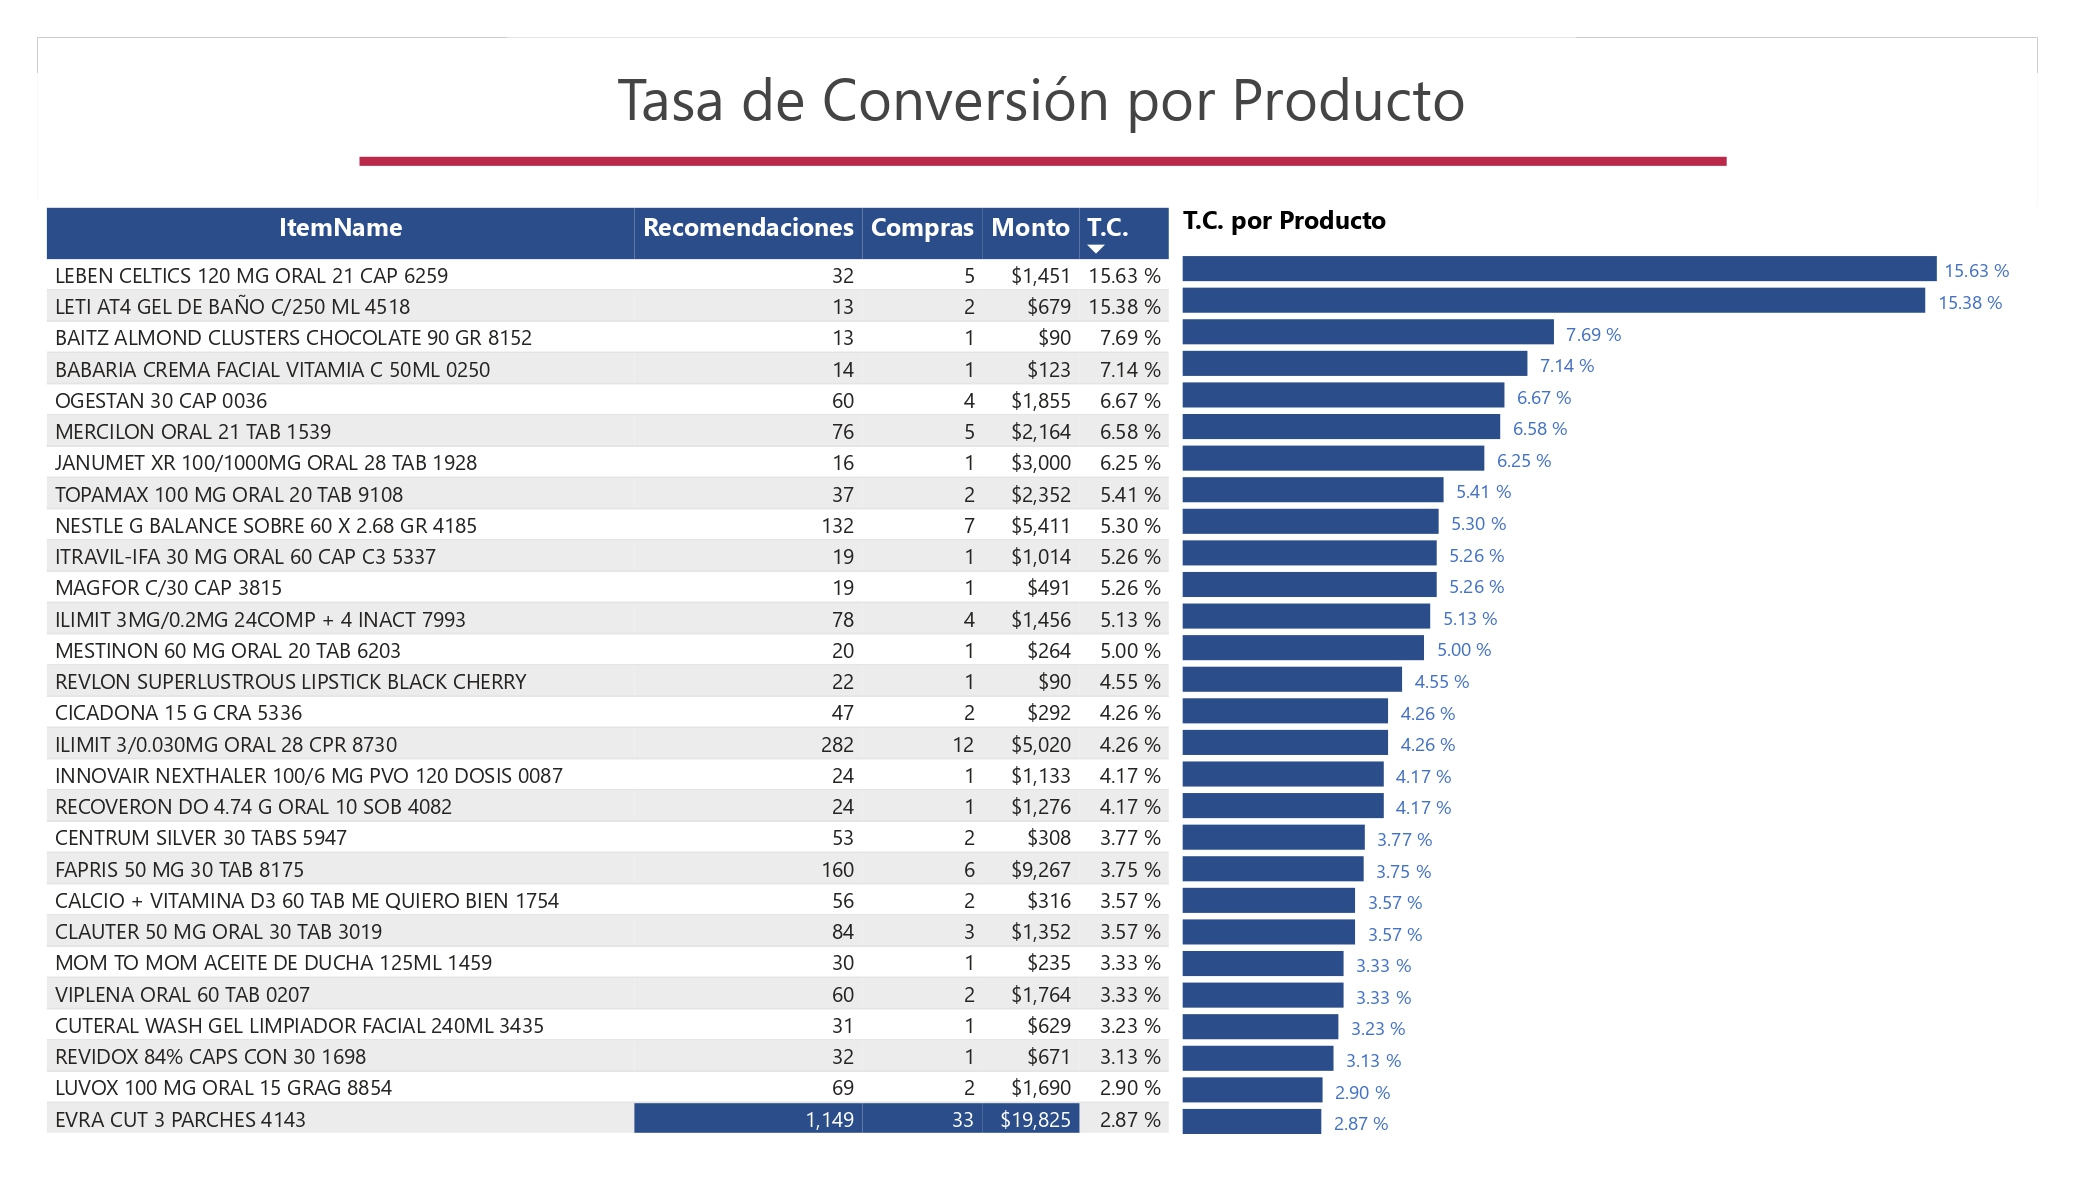 Tasa de Conversión por Producto
ItemName Recomendaciones Compras Monto T.C.
LEBEN CELTICS 120 MG ORAL 21 CAP 6259 32 5 $1,451 15.63 %
LETI AT4 GEL DE BAÑO C/250 ML 4518 13 2 $679 15.38 %
BAITZ ALMOND CLUSTERS CHOCOLATE 90 GR 8152 13 1 $90 7.69 %
BABARIA CREMA FACIAL VITAMIA C 50ML 0250 14 1 $123 7.14 %
OGESTAN 30 CAP 0036 60 4 $1,855 6.67 %
MERCILON ORAL 21 TAB 1539 76 5 $2,164 6.58 %
JANUMET XR 100/1000MG ORAL 28 TAB 1928 16 1 $3,000 6.25 %
TOPAMAX 100 MG ORAL 20 TAB 9108 37 2 $2,352 5.41 %
NESTLE G BALANCE SOBRE 60 X 2.68 GR 4185 132 7 $5,411 5.30 %
ITRAVIL-IFA 30 MG ORAL 60 CAP C3 5337 19 1 $1,014 5.26 %
MAGFOR C/30 CAP 3815 19 1 $491 5.26 %
ILIMIT 3MG/0.2MG 24COMP + 4 INACT 7993 78 4 $1,456 5.13 %
MESTINON 60 MG ORAL 20 TAB 6203 20 1 $264 5.00 %
REVLON SUPERLUSTROUS LIPSTICK BLACK CHERRY 22 1 $90 4.55 %
CICADONA 15 G CRA 5336 47 2 $292 4.26 %
ILIMIT 3/0.030MG ORAL 28 CPR 8730 282 12 $5,020 4.26 %
INNOVAIR NEXTHALER 100/6 MG PVO 120 DOSIS 0087 24 1 $1,133 4.17 %
RECOVERON DO 4.74 G ORAL 10 SOB 4082 24 1 $1,276 4.17 %
CENTRUM SILVER 30 TABS 5947 53 2 $308 3.77 %
FAPRIS 50 MG 30 TAB 8175 160 6 $9,267 3.75 %
CALCIO + VITAMINA D3 60 TAB ME QUIERO BIEN 1754 56 2 $316 3.57 %
CLAUTER 50 MG ORAL 30 TAB 3019 84 3 $1,352 3.57 %
MOM TO MOM ACEITE DE DUCHA 125ML 1459 30 1 $235 3.33 %
VIPLENA ORAL 60 TAB 0207 60 2 $1,764 3.33 %
CUTERAL WASH GEL LIMPIADOR FACIAL 240ML 3435 31 1 $629 3.23 %
REVIDOX 84% CAPS CON 30 1698 32 1 $671 3.13 %
LUVOX 100 MG ORAL 15 GRAG 8854 69 2 $1,690 2.90 %
EVRA CUT 3 PARCHES 4143 1,149 33 $19,825 2.87 %
T.C. por Producto
15.63 %
15.38 %
7.69 %
7.14 %
6.67 %
6.58 %
6.25 %
5.41 %
5.30 %
5.26 %
5.26 %
5.13 %
5.00 %
4.55 %
4.26 %
4.26 %
4.17 %
4.17 %
3.77 %
3.75 %
3.57 %
3.57 %
3.33 %
3.33 %
3.23 %
3.13 %
2.90 %
2.87 %